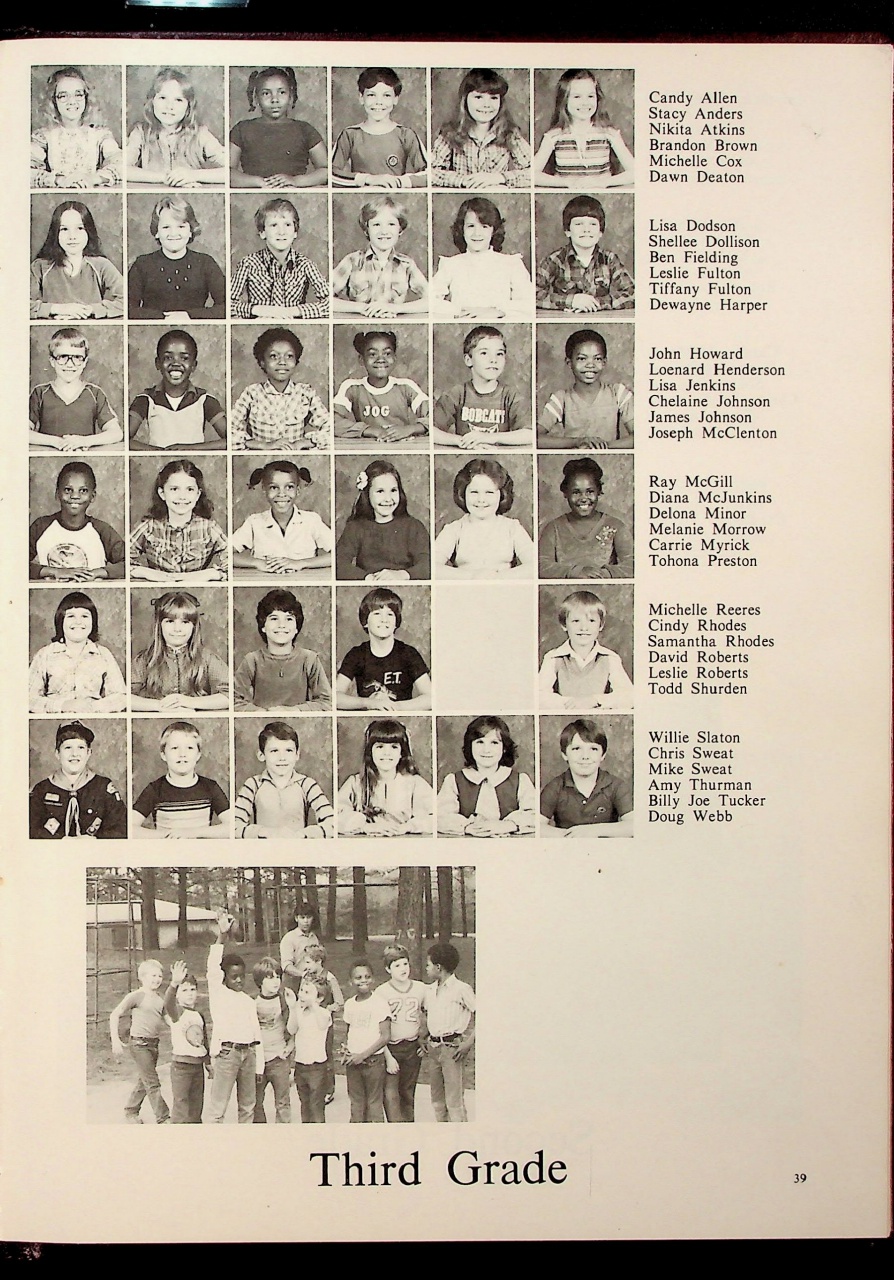 Candy Allen
Stacy Anders
Nikita Atkins
Brandon Brown
Michelle Cox
Dawn Deaton
Lisa Dodson
Shellee Dollison
Ben Fielding
Leslie Fulton
Tiffany Fulton
Dewayne Harper
JOG
BOBCATS
John Howard
Loenard Henderson
Lisa Jenkins
Chelaine Johnson
James Johnson
Joseph McClenton
Ray McGill
Diana McJunkins
Delona Minor
Melanie Morrow
Carrie Myrick
Tohona Preston
E.T.
Michelle Reeres
Cindy Rhodes
Samantha Rhodes
David Roberts
Leslie Roberts
Todd Shurden
Willie Slaton
Chris Sweat
Mike Sweat
Amy Thurman
Billy Joe Tucker
Doug Webb
72
Third Grade
39